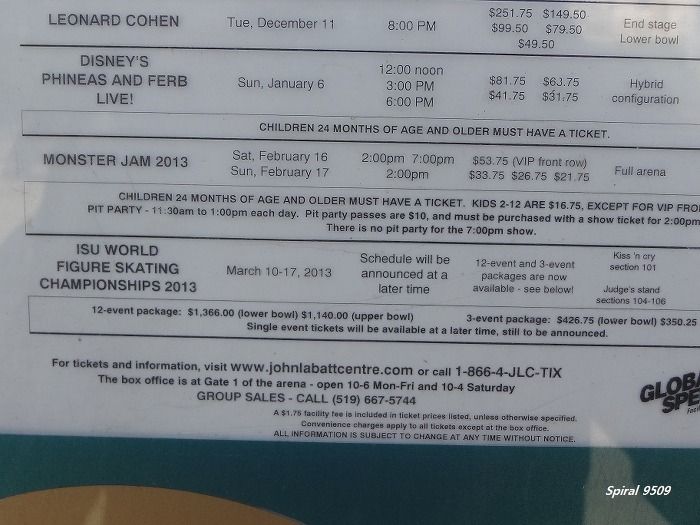 LEONARD COHEN Tue, December 11 8:00 PM $251.75 $149.50 $99.50 $79.50 $49.50 End stage Lower bowl
DISNEY'S
PHINEAS AND FERB
LIVE!
Sun, January 6
12:00 noon
3:00 PM
6:00 PM
$81.75 $63.75
$41.75 $31.75
Hybrid
configuration
CHILDREN 24 MONTHS OF AGE AND OLDER MUST HAVE A TICKET.
MONSTER JAM 2013
Sat, February 16
Sun, February 17
2:00pm 7:00pm
2:00pm
$53.75 (VIP front row)
$33.75 $26.75 $21.75
Full arena
CHILDREN 24 MONTHS OF AGE AND OLDER MUST HAVE A TICKET. KIDS 2-12 ARE $16.75, EXCEPT FOR VIP FRO
PIT PARTY - 11:30am to 1:00pm each day. Pit party passes are $10, and must be purchased with a show ticket for 2:00pm
There is no pit party for the 7:00pm show.
ISU WORLD
FIGURE SKATING
CHAMPIONSHIPS 2013
March 10-17, 2013
Schedule will be
announced at a
later time
12-event and 3-event
packages are now
available - see below!
Kiss 'n cry
section 101
Judge's stand
sections 104-106
12-event package: $1,366.00 (lower bowl) $1,140.00 (upper bowl) 3-event package: $426.75 (lower bowl) $350.25
Single event tickets will be available at a later time, still to be announced.
For tickets and information, visit www.johnlabattcentre.com or call 1-866-4-JLC-TIX
The box office is at Gate 1 of the arena - open 10-6 Mon-Fri and 10-4 Saturday
GROUP SALES - CALL (519) 667-5744
A $1.75 facility fee is included in ticket prices listed, unless otherwise specified.
Convenience charges apply to all tickets except at the box office.
ALL INFORMATION IS SUBJECT TO CHANGE AT ANY TIME WITHOUT NOTICE.
GLOBA
SPE
Spiral 9509